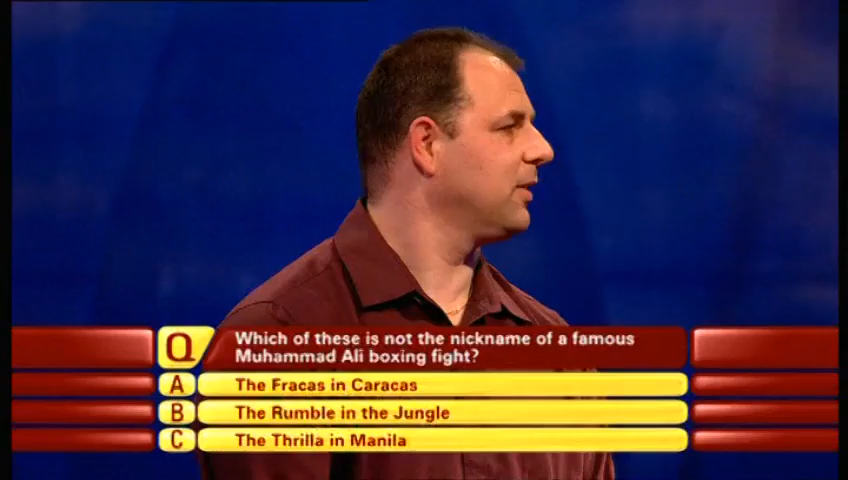 Q Which of these is not the nickname of a famous
Muhammad Ali boxing fight?
A The Fracas in Caracas
B The Rumble in the Jungle
C The Thrilla in Manila